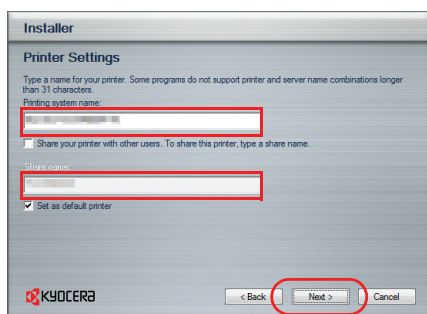 Installer
Printer Settings
Type a name for your printer. Some programs do not support printer and server name combinations longer
than 31 characters.
Printing system name:
Share your printer with other users. To share this printer, type a share name.
Share name:
Set as default printer
KYOCERA
< Back
Next >
Cancel